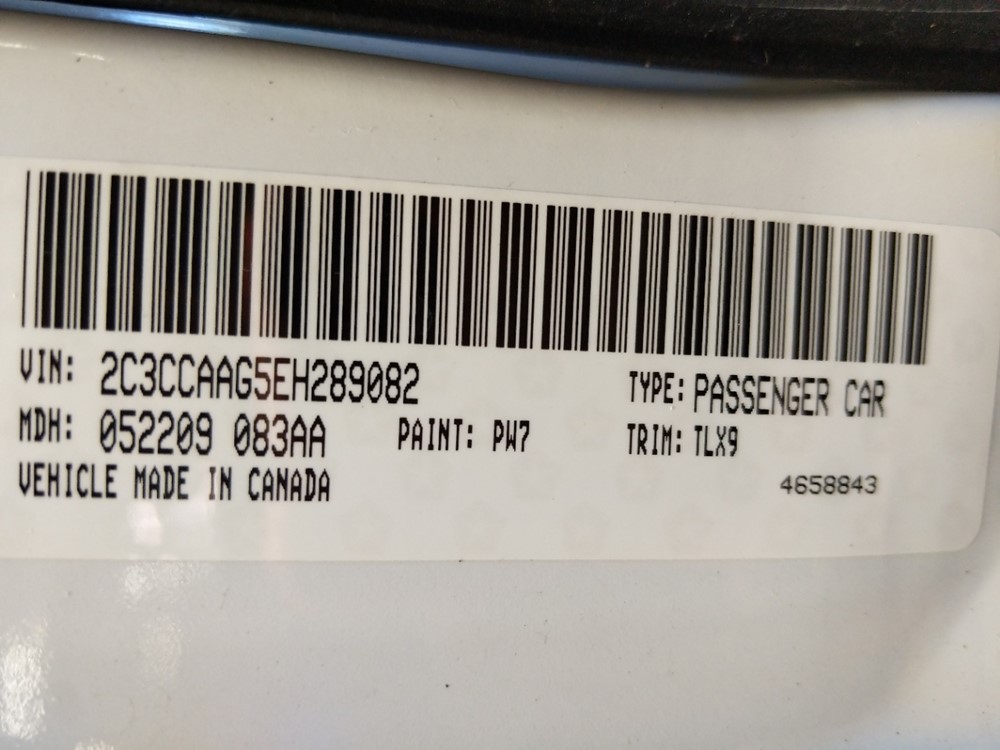 VIN: 2C3CCAAG5EH289082 TYPE: PASSENGER CAR
MDH: 052209 083AA PAINT: PW7 TRIM: TLX9
VEHICLE MADE IN CANADA 4658843